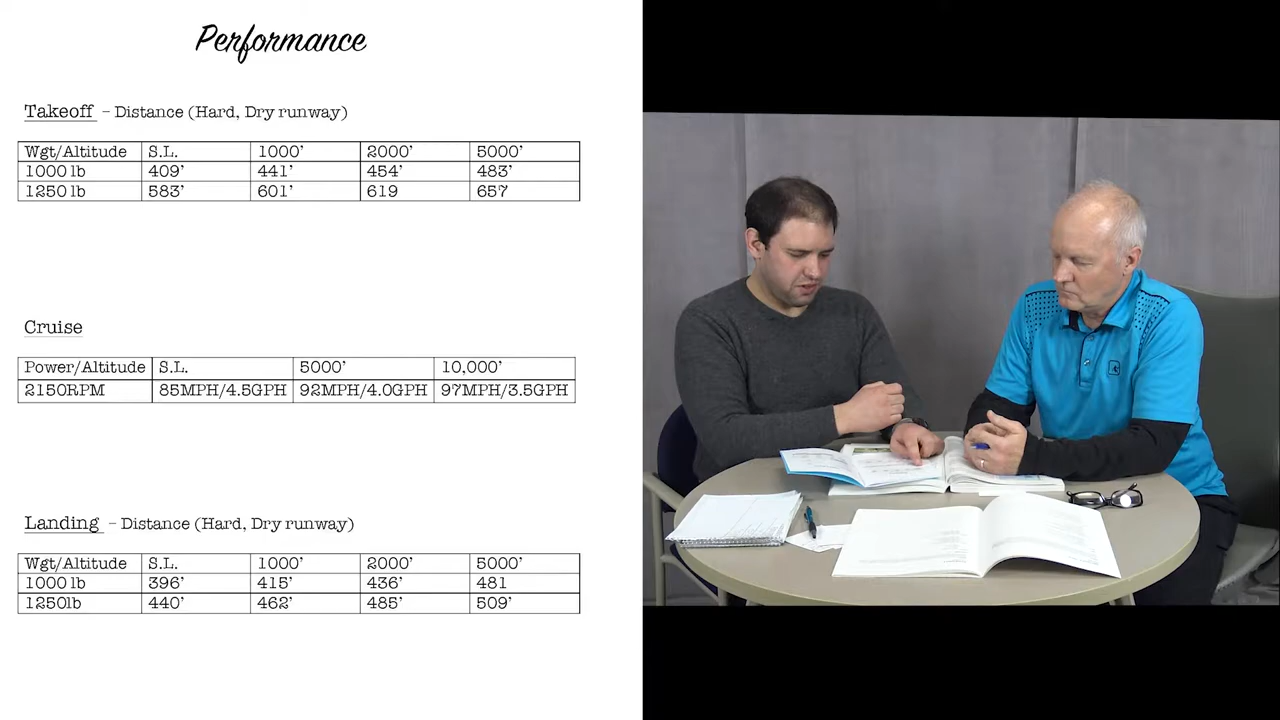 Performance
Takeoff - Distance (Hard, Dry runway)
Wgt/Altitude S.L. 1000' 2000' 5000'
1000 lb 409' 441' 454' 483'
1250 lb 583' 601' 619 657
Cruise
Power/Altitude S.L. 5000' 10,000'
2150RPM 85MPH/4.5GPH 92MPH/4.0GPH 97MPH/3.5GPH
Landing - Distance (Hard, Dry runway)
Wgt/Altitude S.L. 1000' 2000' 5000'
1000 lb 396' 415' 436' 481
1250lb 440' 462' 485' 509'